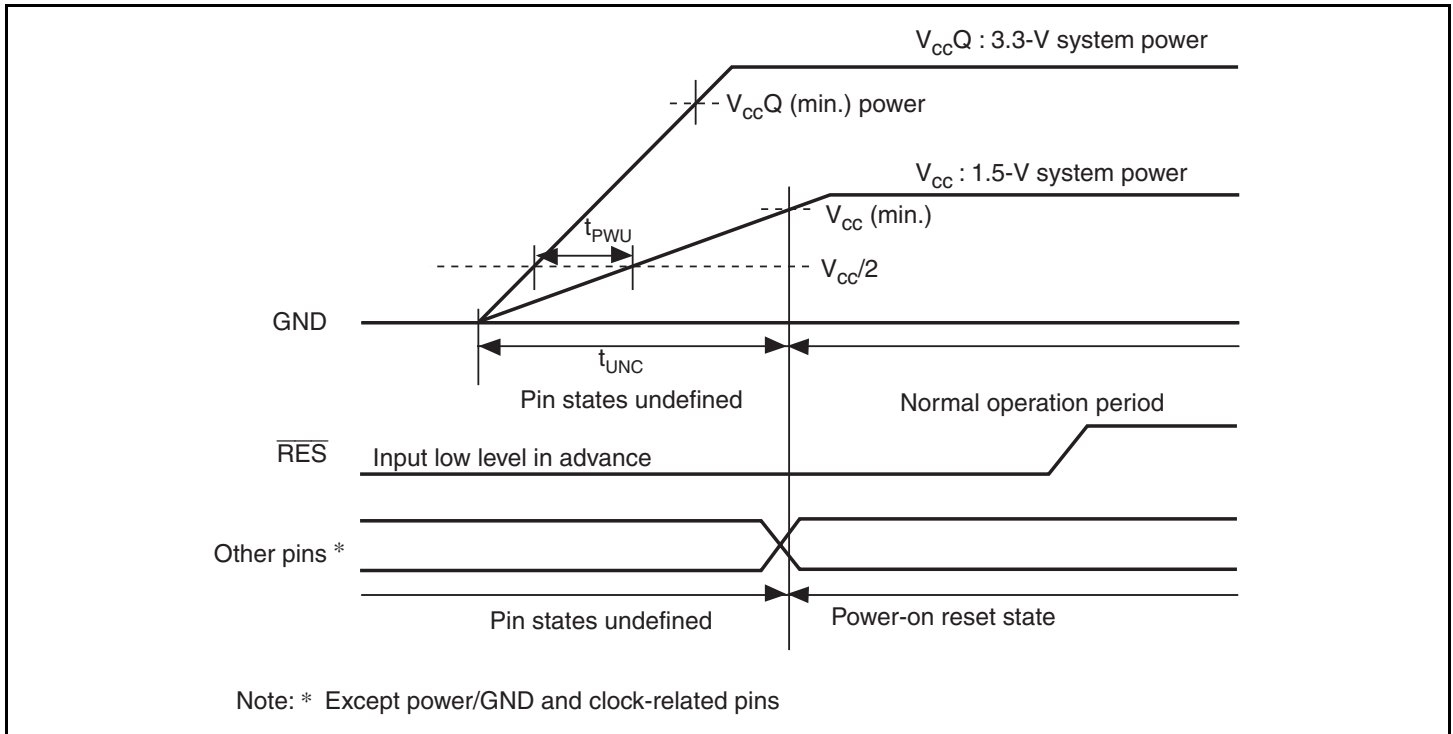 VccQ : 3.3-V system power
VccQ (min.) power
Vcc : 1.5-V system power
Vcc (min.)
tPWU
Vcc/2
GND
tUNC
Pin states undefined
Normal operation period
RES
Input low level in advance
Other pins *
Pin states undefined
Power-on reset state
Note: * Except power/GND and clock-related pins